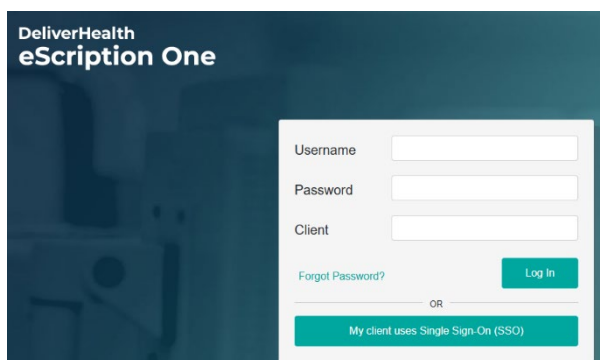 DeliverHealth
eScription One
Username
Password
Client
Forgot Password?
Log In
OR
My client uses Single Sign-On (SSO)